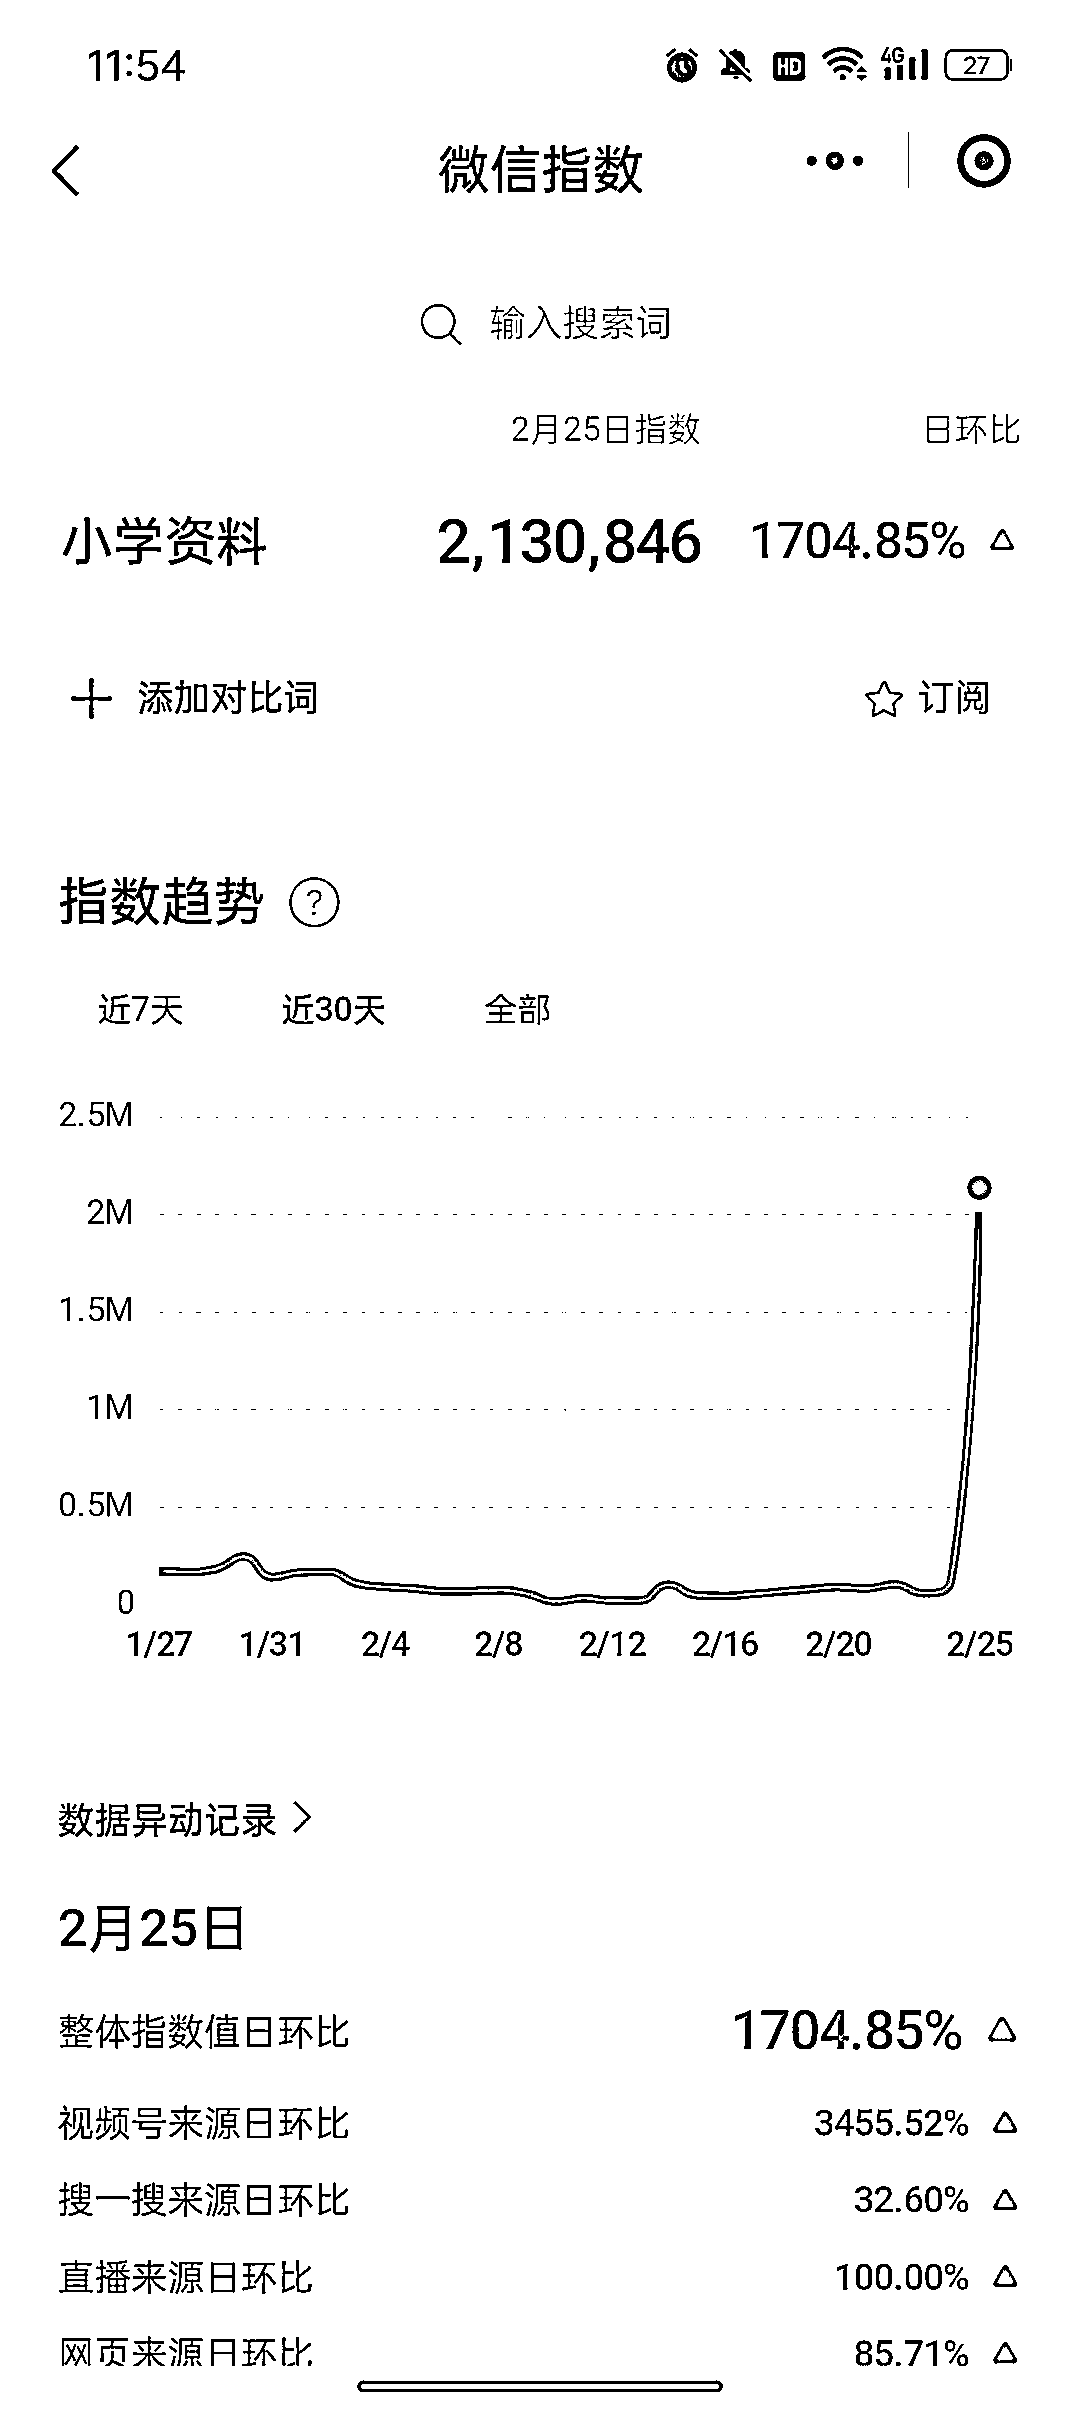 11:54
HD 4G 27
微信指数
输入搜索词
2月25日指数 日环比
小学资料 2,130,846 1704.85%
添加对比词 订阅
指数趋势 ?
近7天 近30天 全部
2.5M
2M
1.5M
1M
0.5M
0
1/27 1/31 2/4 2/8 2/12 2/16 2/20 2/25
数据异动记录
2月25日
整体指数值日环比 1704.85%
视频号来源日环比 3455.52%
搜一搜来源日环比 32.60%
直播来源日环比 100.00%
网页来源日环比 85.71%